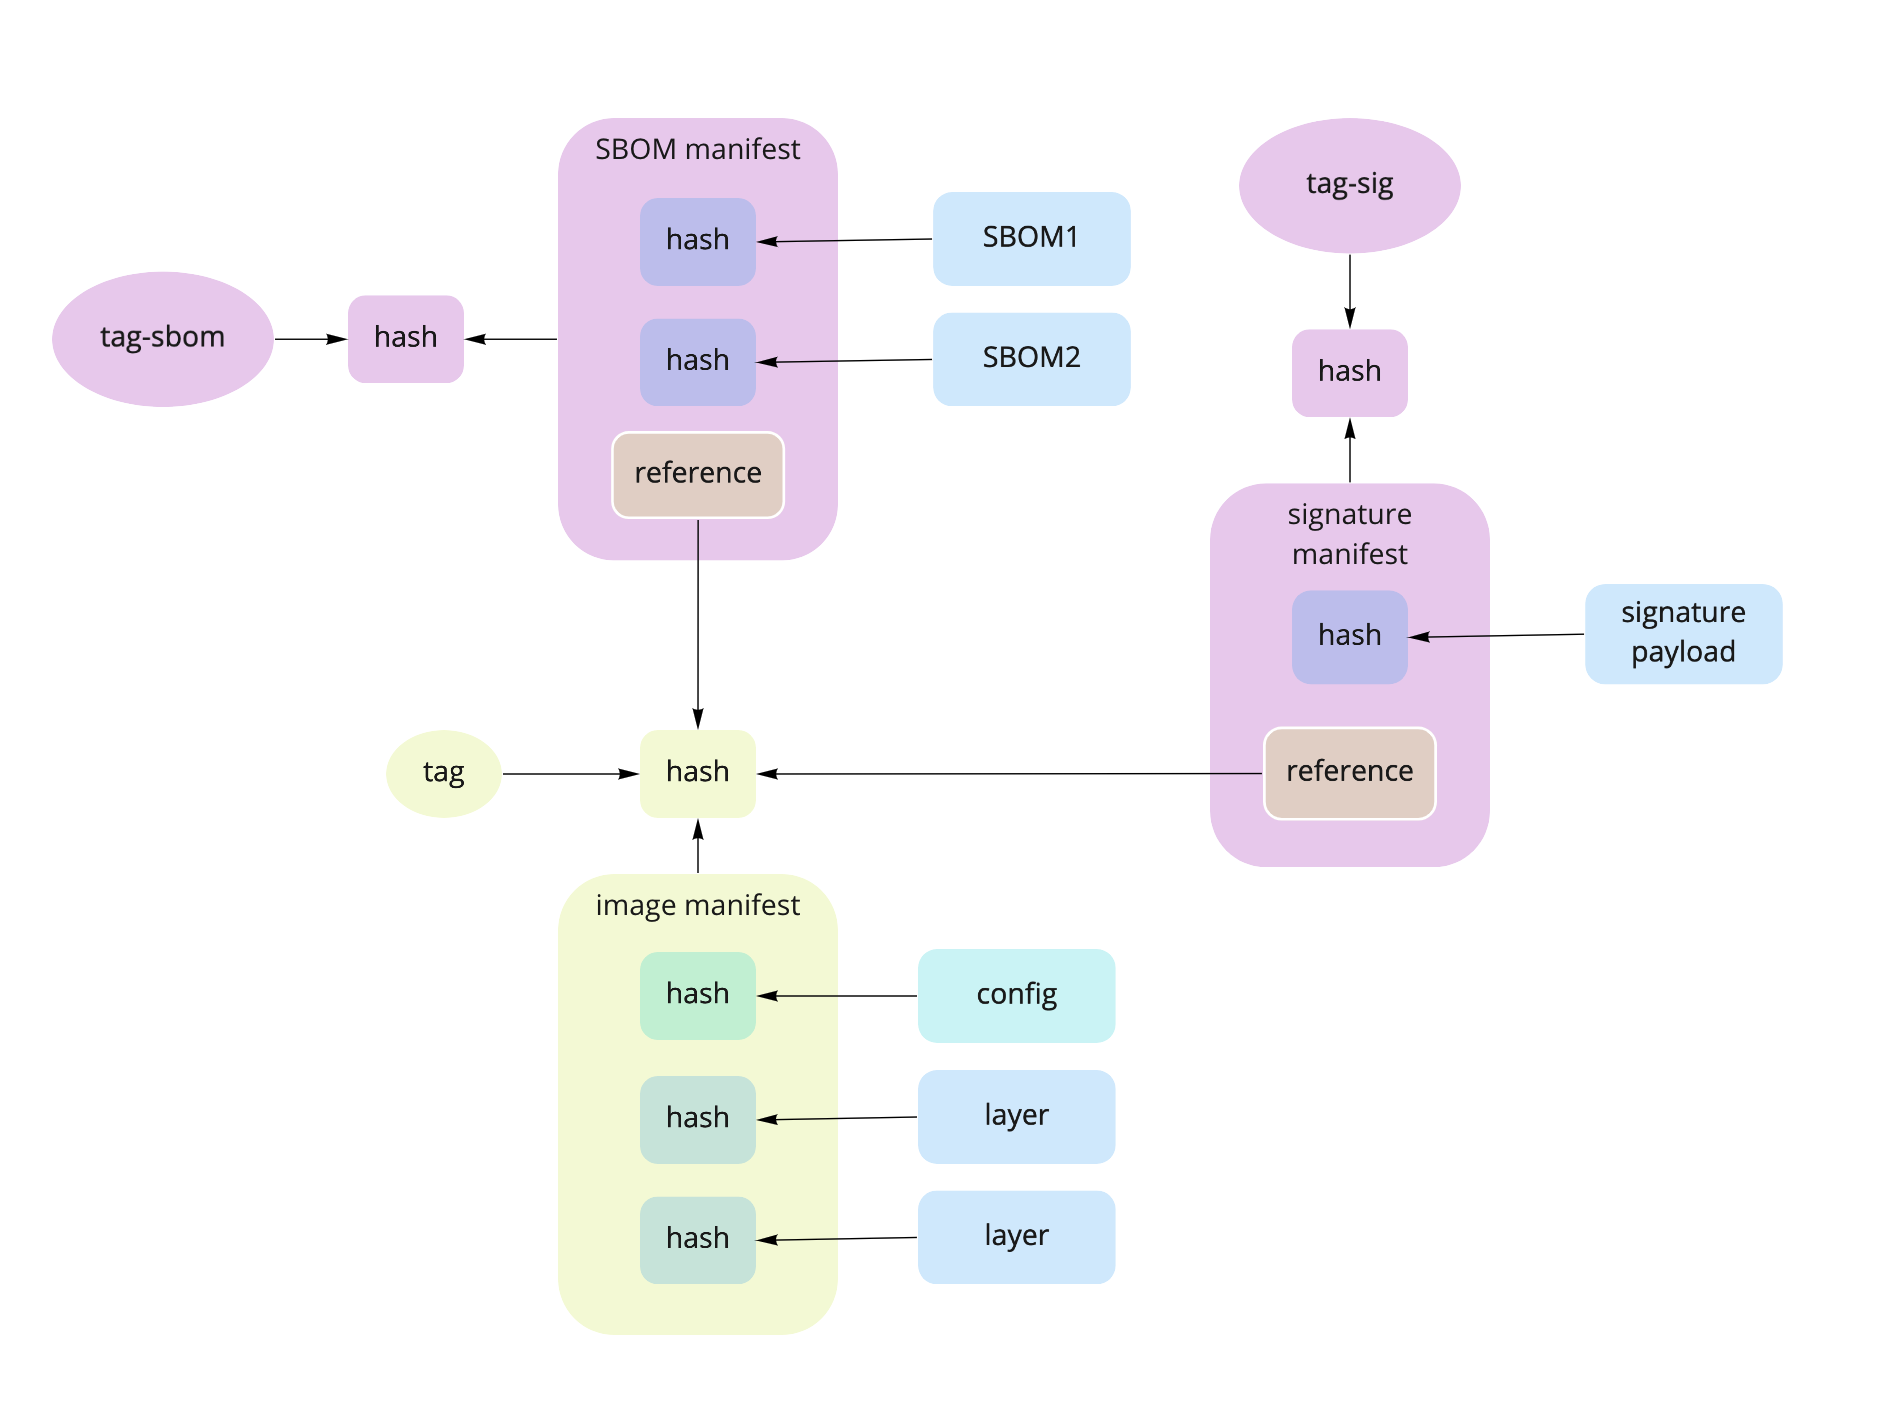 SBOM manifest
hash
SBOM1
hash
SBOM2
reference
tag-sbom
hash
tag-sig
hash
signature
manifest
hash
signature
payload
reference
tag
hash
image manifest
hash
config
hash
layer
hash
layer